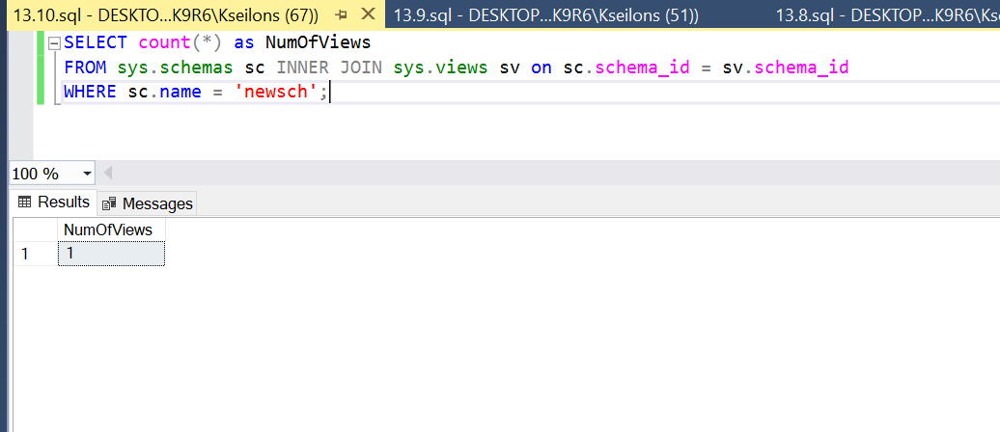 13.10.sql - DESKTO...K9R6\Kseilons (67)) 13.9.sql - DESKTOP...K9R6\Kseilons (51)) 13.8.sql - DESKTOP...K9R6\Kse
SELECT count(*) as NumOfViews
FROM sys.schemas sc INNER JOIN sys.views sv on sc.schema_id = sv.schema_id
WHERE sc.name = 'newsch';
100 %
Results Messages
NumOfViews
1 1